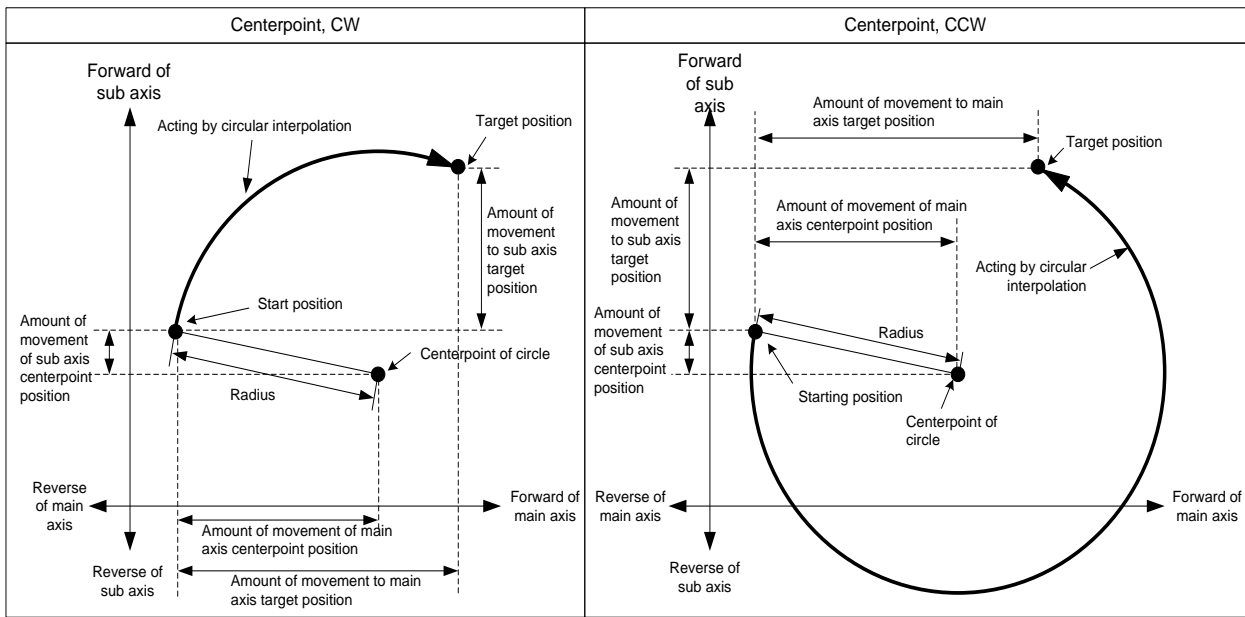 Centerpoint, CW
Forward of
sub axis
Acting by circular interpolation
Target position
Amount of
movement
to sub axis
target
position
Start position
Amount of
movement
of sub axis
centerpoint
position
Centerpoint of circle
Radius
Reverse
of main
axis
Forward of
main axis
Amount of movement of main
axis centerpoint position
Reverse of
sub axis
Amount of movement to main
axis target position
Centerpoint, CCW
Forward
of sub
axis
Amount of movement to main
axis target position
Target position
Amount of
movement
to sub axis
target
position
Amount of movement of main
axis centerpoint position
Acting by circular
interpolation
Amount of
movement
of sub axis
centerpoint
position
Radius
Starting position
Centerpoint of
circle
Reverse of
main axis
Forward of
main axis
Reverse of
sub axis